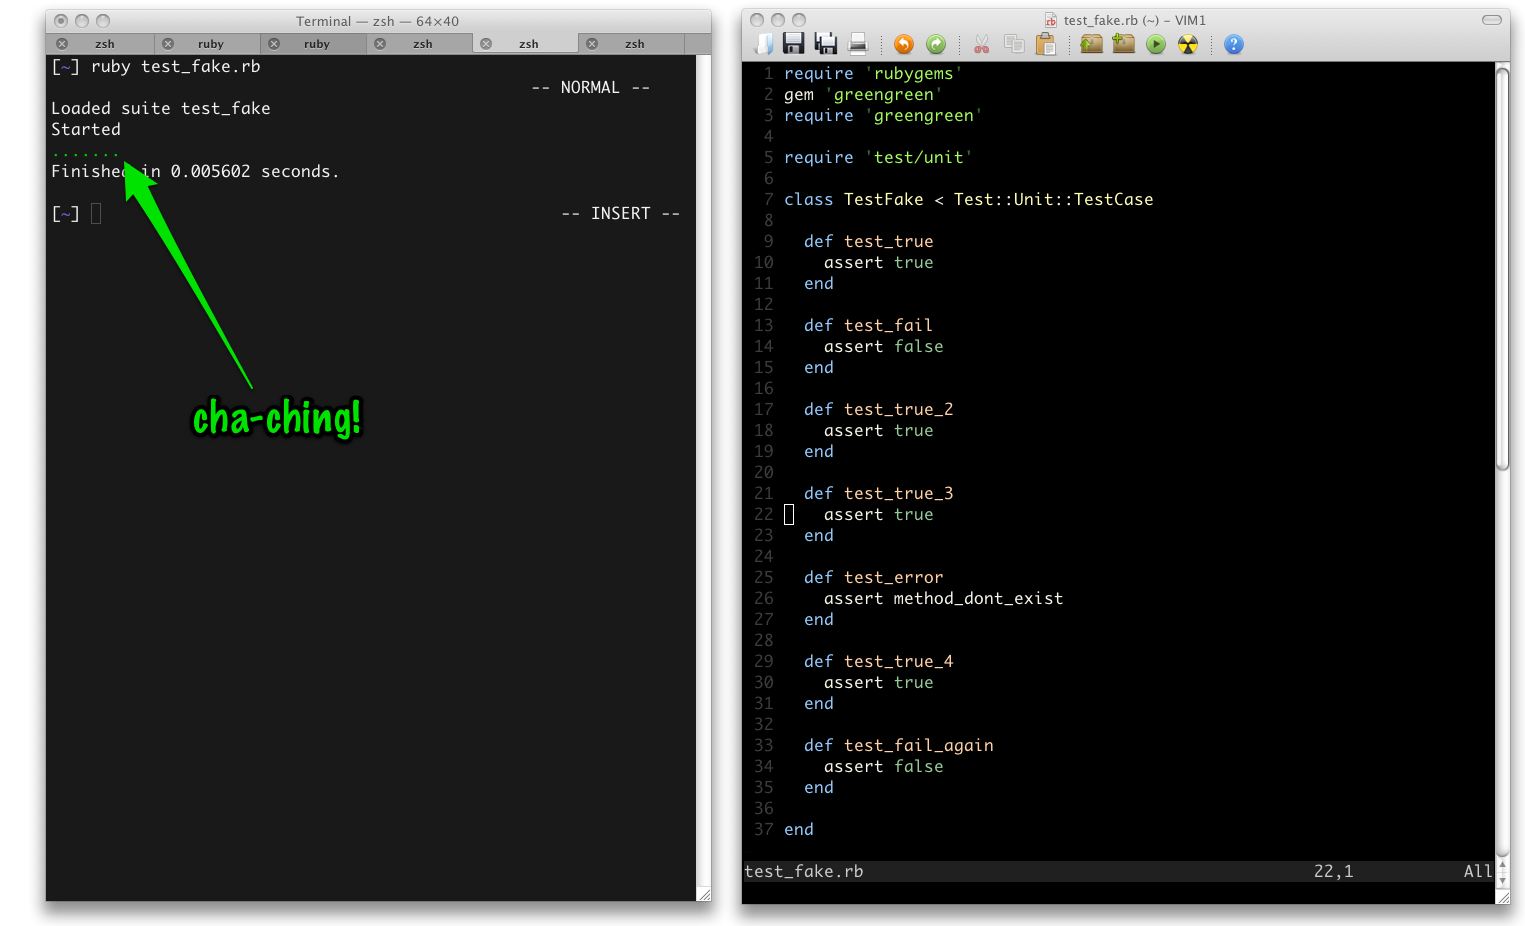 Terminal — zsh — 64×40
zsh ruby ruby zsh zsh zsh
[~] ruby test_fake.rb
-- NORMAL --
Loaded suite test_fake
Started
.......
Finished in 0.005602 seconds.
[~] -- INSERT --
cha-ching!
test_fake.rb (~) – VIM1
1 require 'rubygems'
2 gem 'greengreen'
3 require 'greengreen'
4
5 require 'test/unit'
6
7 class TestFake < Test::Unit::TestCase
8
9 def test_true
10 assert true
11 end
12
13 def test_fail
14 assert false
15 end
16
17 def test_true_2
18 assert true
19 end
20
21 def test_true_3
22 assert true
23 end
24
25 def test_error
26 assert method_dont_exist
27 end
28
29 def test_true_4
30 assert true
31 end
32
33 def test_fail_again
34 assert false
35 end
36
37 end
test_fake.rb 22,1 All